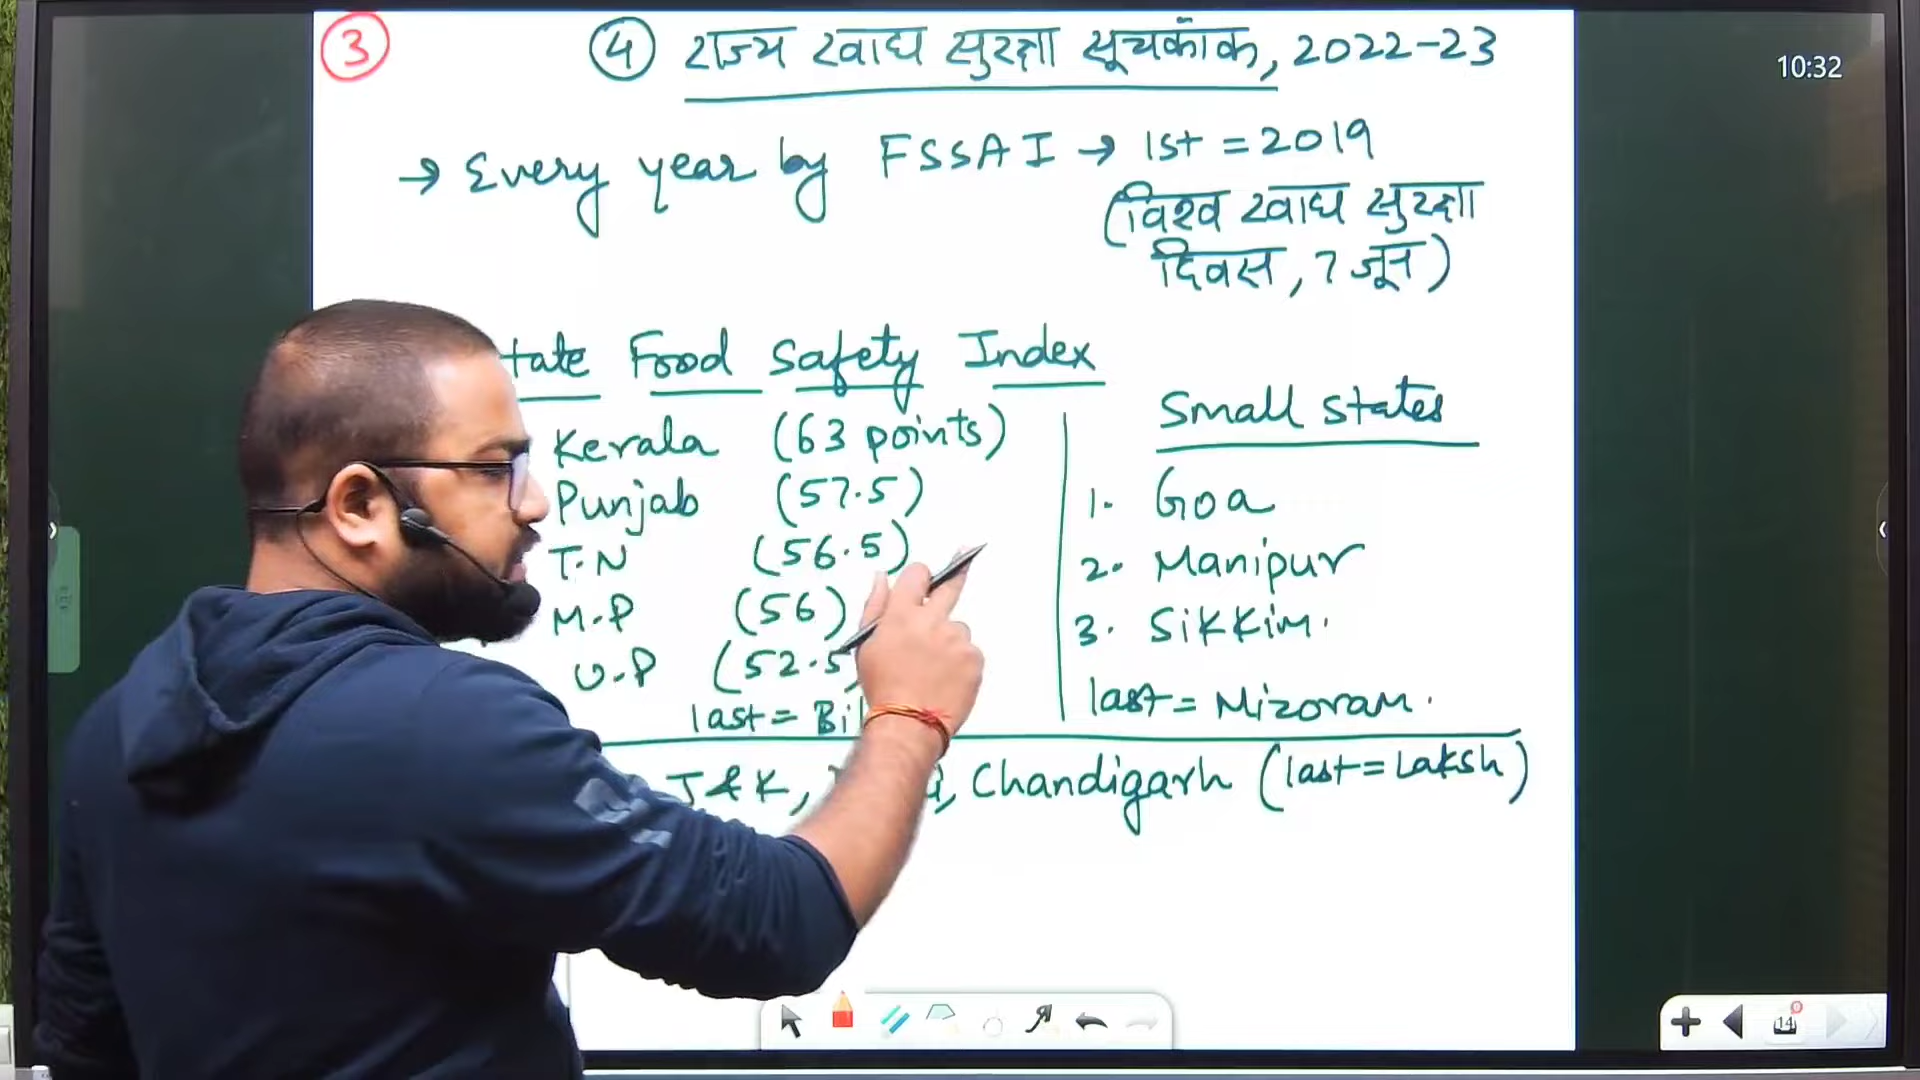 ③ ④ राज्य खाद्य सुरक्षा सूचकाँक, 2022-23
10:32
→ Every year by FSSAI → 1st = 2019
(विश्व खाद्य सुरक्षा
दिवस, 7 जून)
tate Food Safety Index
Kerala (63 points)
Punjab (57.5)
T.N (56.5)
M.P (56)
U.P (52.5
last =
Small States
1. Goa
2. Manipur
3. Sikkim.
last = Mizoram.
J & K, Chandigarh (last = Laksh)
14